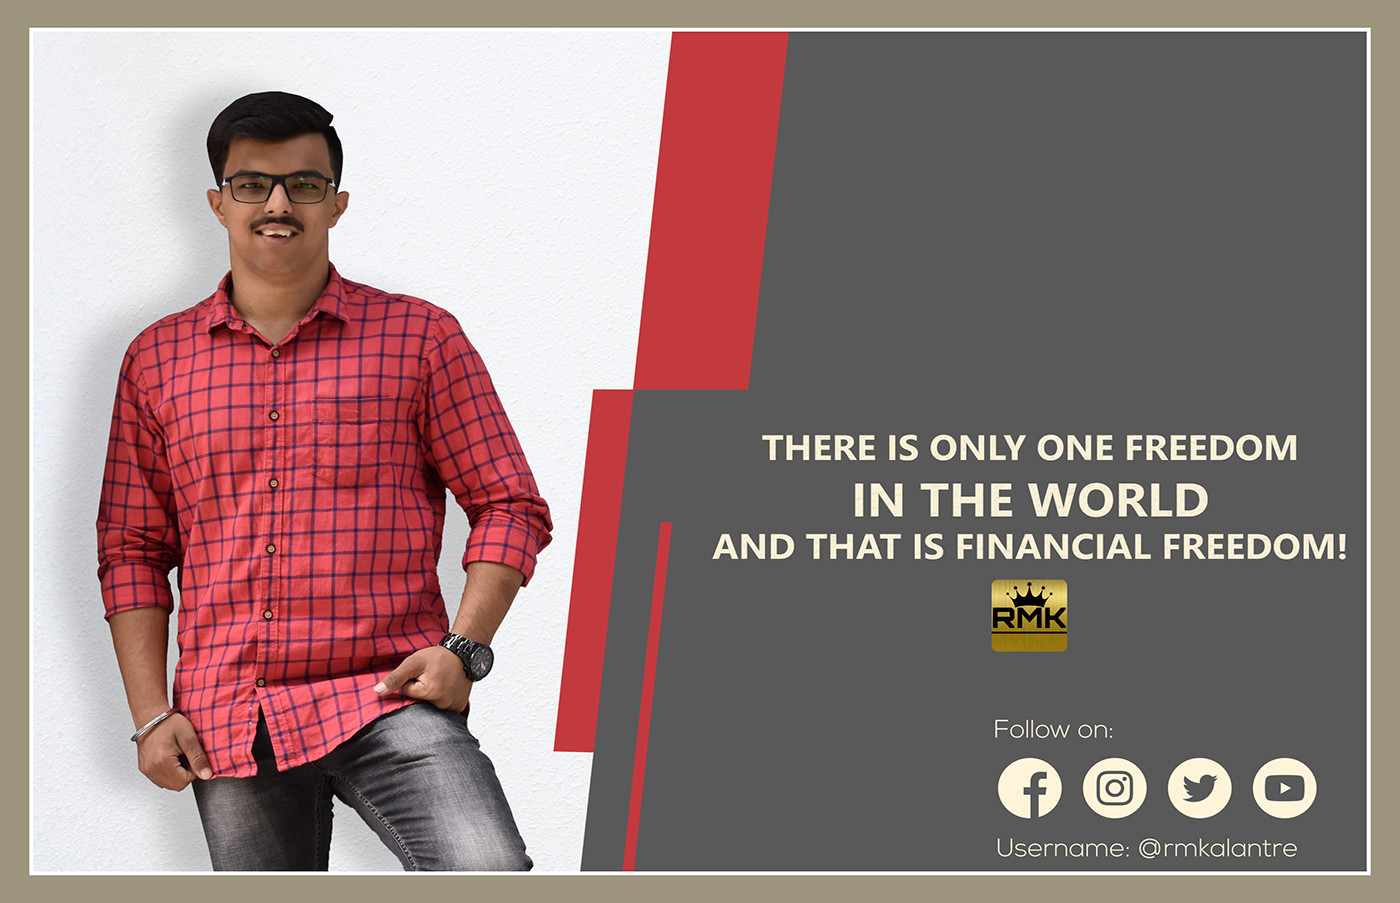 THERE IS ONLY ONE FREEDOM
IN THE WORLD
AND THAT IS FINANCIAL FREEDOM!
RMK
Follow on:
Username: @rmkalantre